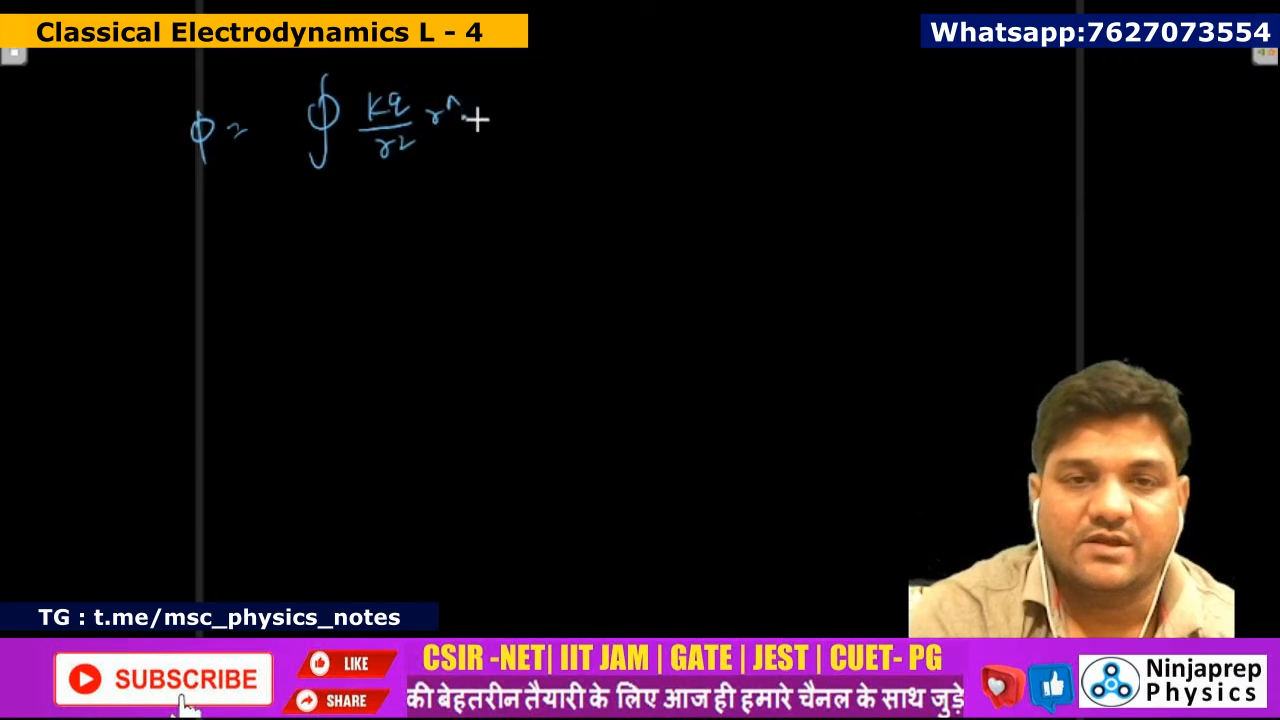 Classical Electrodynamics L - 4
Whatsapp:7627073554
φ = ∮ kq/r² r^
TG : t.me/msc_physics_notes
SUBSCRIBE
LIKE
SHARE
CSIR -NET| IIT JAM | GATE | JEST | CUET- PG
की बेहतरीन तैयारी के लिए आज ही हमारे चैनल के साथ जुड़े
Ninjaprep
Physics